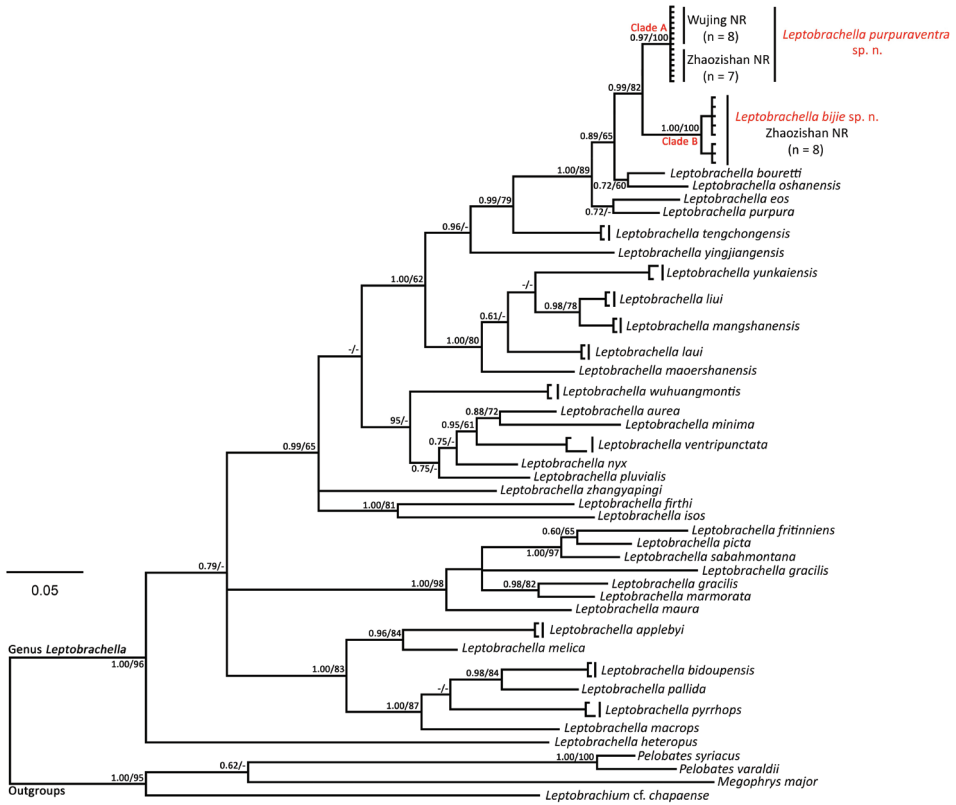 Wujing NR
(n = 8)
Clade A
0.97/100
Leptobrachella purpuraventra
sp. n.
Zhaozishan NR
(n = 7)
0.99/82
Leptobrachella bijie sp. n.
1.00/100
Clade B
Zhaozishan NR
(n = 8)
0.89/65
Leptobrachella bouretti
1.00/89
0.72/60
Leptobrachella oshanensis
Leptobrachella eos
0.72/-
Leptobrachella purpura
0.99/79
Leptobrachella tengchongensis
0.96/-
Leptobrachella yingjiangensis
Leptobrachella yunkaiensis
1.00/62
-/-
Leptobrachella liui
0.98/78
0.61/-
Leptobrachella mangshanensis
1.00/80
Leptobrachella laui
-/-
Leptobrachella maoershanensis
Leptobrachella wuhuangmontis
0.88/72
Leptobrachella aurea
95/-
0.95/61
Leptobrachella minima
0.75/-
Leptobrachella ventripunctata
0.99/65
Leptobrachella nyx
0.75/-
Leptobrachella pluvialis
Leptobrachella zhangyapingi
1.00/81
Leptobrachella firthi
Leptobrachella isos
0.60/65
Leptobrachella fritinniens
Leptobrachella picta
1.00/97
Leptobrachella sabahmontana
0.79/-
Leptobrachella gracilis
1.00/98
0.98/82
Leptobrachella gracilis
0.05
Leptobrachella marmorata
Leptobrachella maura
0.96/84
Leptobrachella applebyi
Genus Leptobrachella
Leptobrachella melica
1.00/96
1.00/83
0.98/84
Leptobrachella bidoupensis
-/-
Leptobrachella pallida
1.00/87
Leptobrachella pyrrhops
Leptobrachella macrops
Leptobrachella heteropus
1.00/100
Pelobates syriacus
0.62/-
Pelobates varaldii
1.00/95
Megophrys major
Outgroups
Leptobrachium cf. chapaense